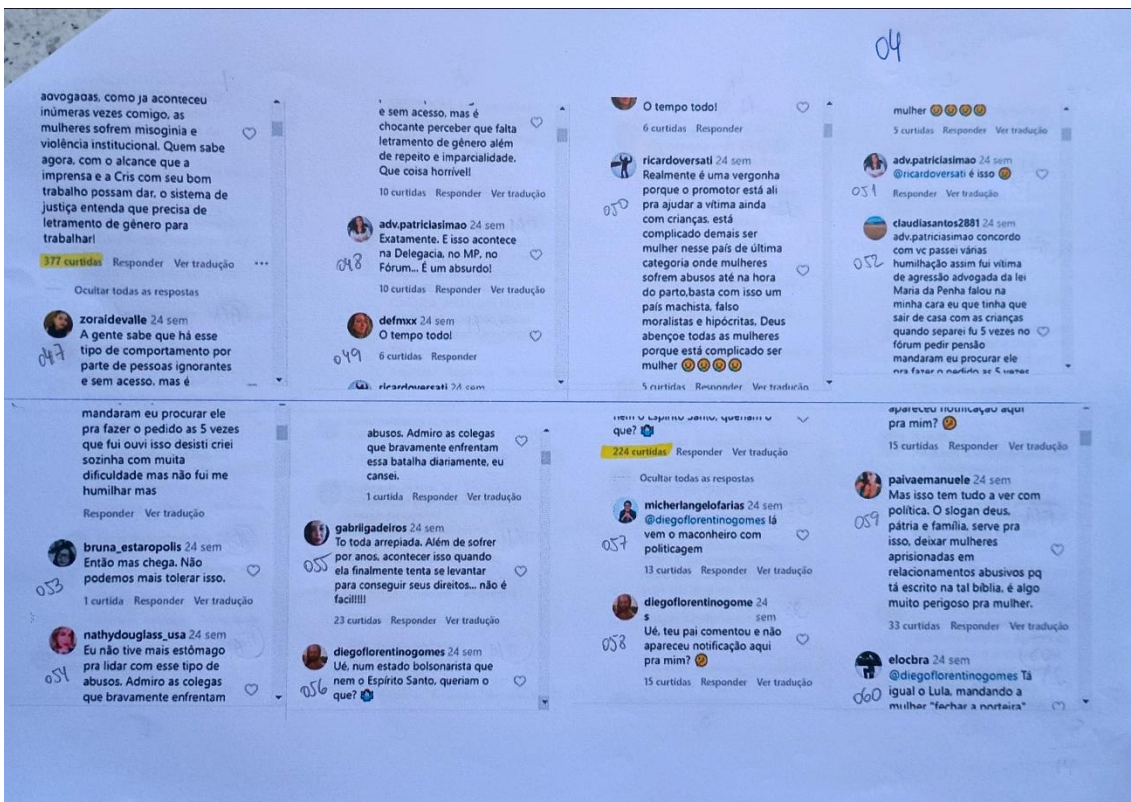 04
advogadas, como já aconteceu
inúmeras vezes comigo, as
mulheres sofrem misoginia e
violência institucional. Quem sabe
agora, com o alcance que a
imprensa e a Cris com seu bom
trabalho possam dar, o sistema de
justiça entenda que precisa de
letramento de gênero para
trabalhar!
377 curtidas Responder Ver tradução ...
Ocultar todas as respostas
zoraidevalle 24 sem
A gente sabe que há esse
tipo de comportamento por
parte de pessoas ignorantes
e sem acesso, mas é
047
e sem acesso, mas é
chocante perceber que falta
letramento de gênero além
de repeito e imparcialidade.
Que coisa horrível!
10 curtidas Responder Ver tradução
adv.patriciasimao 24 sem
Exatamente. E isso acontece
na Delegacia, no MP, no
Fórum... É um absurdo!
048
10 curtidas Responder Ver tradução
defmxx 24 sem
O tempo todo!
049
6 curtidas Responder
ricardoversati 24 sem
O tempo todo!
6 curtidas Responder
ricardoversati 24 sem
Realmente é uma vergonha
porque o promotor está ali
pra ajudar a vítima ainda
com crianças. está
complicado demais ser
mulher nesse país de última
categoria onde mulheres
sofrem abusos até na hora
do parto,basta com isso um
país machista, falso
moralistas e hipócritas, Deus
abençoe todas as mulheres
porque está complicado ser
mulher
050
5 curtidas Responder Ver tradução
mulher
5 curtidas Responder Ver tradução
adv.patriciasimao 24 sem
@ricardoversati é isso
051
Responder Ver tradução
claudiasantos2881 24 sem
adv.patriciasimao concordo
com vc passei várias
humilhação assim fui vítima
de agressão advogada da lei
Maria da Penha falou na
minha cara eu que tinha que
sair de casa com as crianças
quando separei fu 5 vezes no
fórum pedir pensão
mandaram eu procurar ele
pra fazer o pedido as 5 vezes
052
mandaram eu procurar ele
pra fazer o pedido as 5 vezes
que fui ouvi isso desisti criei
sozinha com muita
dificuldade mas não fui me
humilhar mas
Responder Ver tradução
bruna_estaropolis 24 sem
Então mas chega. Não
podemos mais tolerar isso.
053
1 curtida Responder Ver tradução
nathydouglass_usa 24 sem
Eu não tive mais estômago
pra lidar com esse tipo de
abusos. Admiro as colegas
que bravamente enfrentam
054
abusos. Admiro as colegas
que bravamente enfrentam
essa batalha diariamente, eu
cansei.
1 curtida Responder Ver tradução
gabriigadeiros 24 sem
To toda arrepiada. Além de sofrer
por anos, acontecer isso quando
ela finalmente tenta se levantar
para conseguir seus direitos... não é
facil!!!!!
055
23 curtidas Responder Ver tradução
diegoflorentinogomes 24 sem
Ué, num estado bolsonarista que
nem o Espírito Santo, queriam o
que?
056
nem o Espírito Santo, queriam o
que?
224 curtidas Responder Ver tradução
Ocultar todas as respostas
micherlangelofarias 24 sem
@diegoflorentinogomes lá
vem o maconheiro com
politicagem
057
13 curtidas Responder Ver tradução
diegoflorentinogome 24
s sem
Ué, teu pai comentou e não
apareceu notificação aqui
pra mim?
058
15 curtidas Responder Ver tradução
apareceu notificação aqui
pra mim?
15 curtidas Responder Ver tradução
paivaemanuele 24 sem
Mas isso tem tudo a ver com
política. O slogan deus,
pátria e família, serve pra
isso, deixar mulheres
aprisionadas em
relacionamentos abusivos pq
tá escrito na tal bíblia, é algo
muito perigoso pra mulher.
059
33 curtidas Responder Ver tradução
elocbra 24 sem
@diegoflorentinogomes Tá
igual o Lula, mandando a
mulher "fechar a porteira"
060